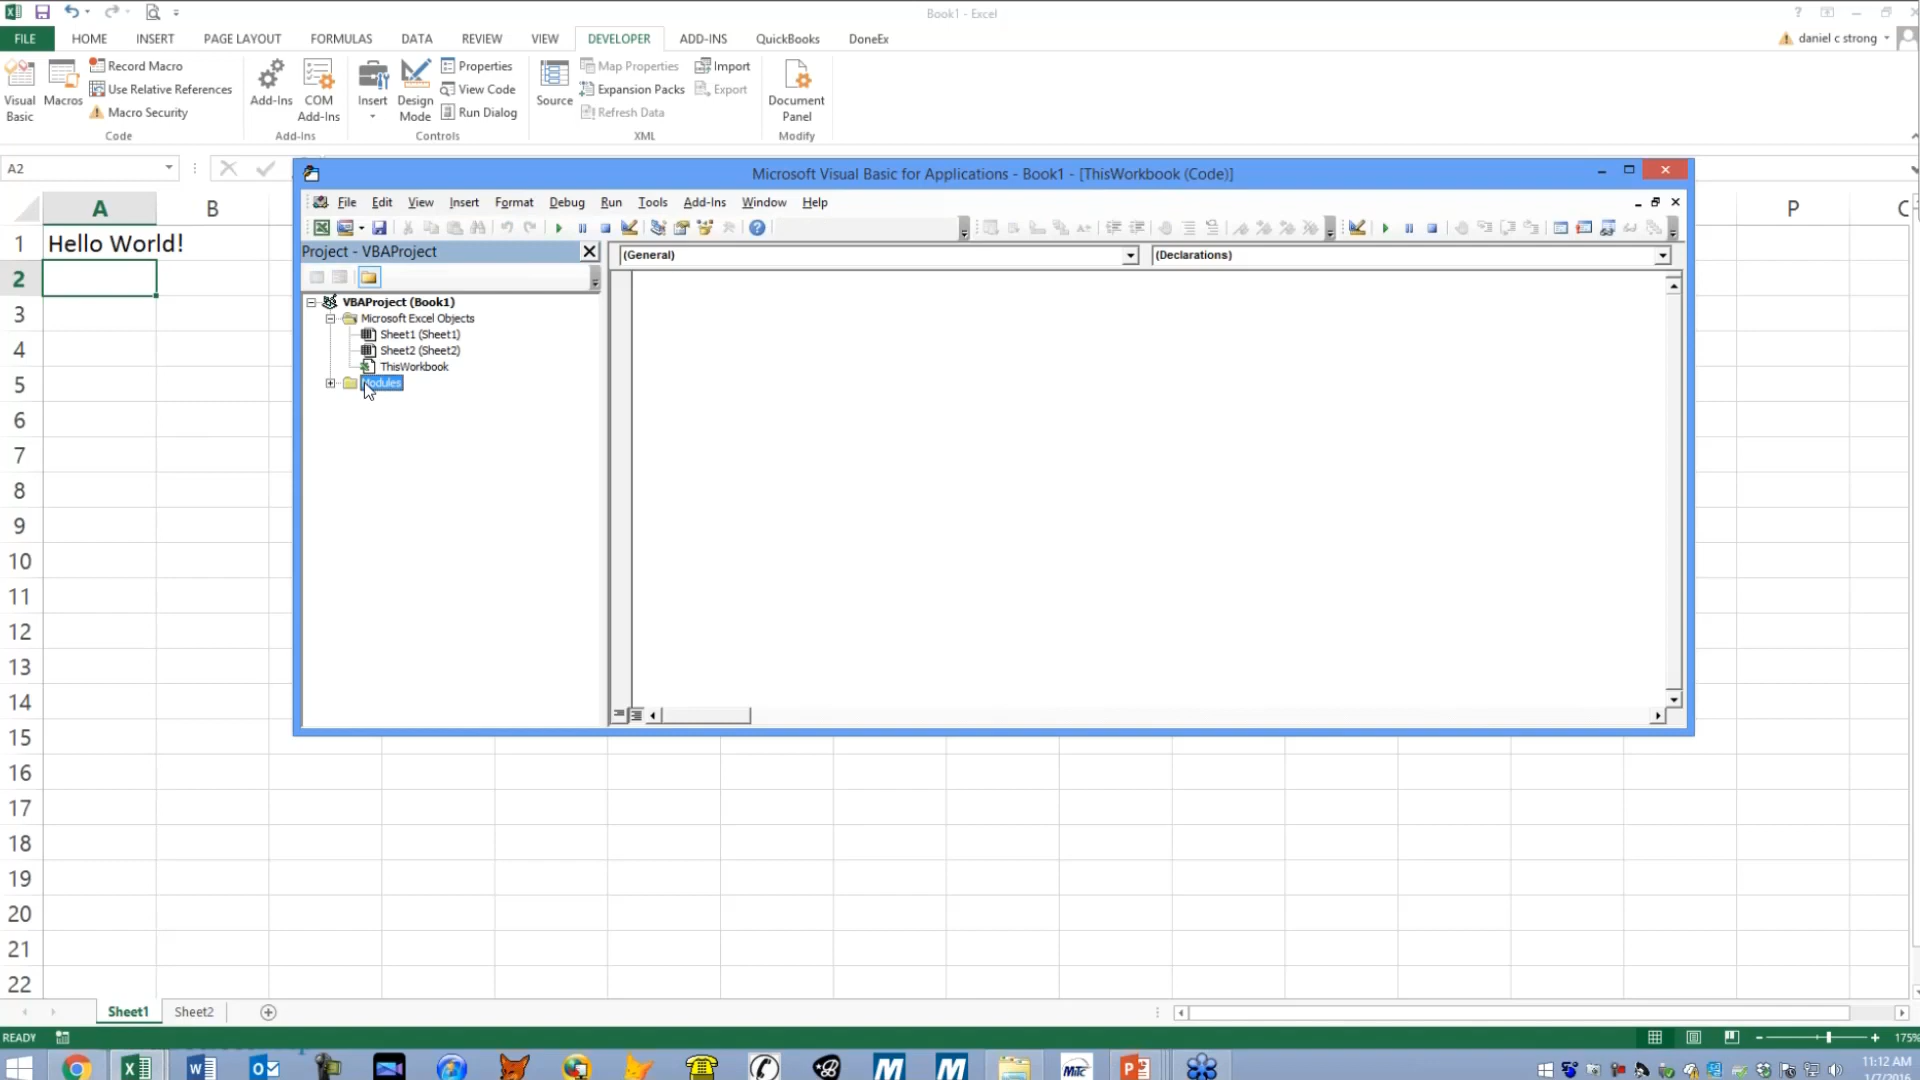 Book1 - Excel
FILE HOME INSERT PAGE LAYOUT FORMULAS DATA REVIEW VIEW DEVELOPER ADD-INS QuickBooks DoneEx
daniel c strong
Visual Basic
Macros
Record Macro
Use Relative References
Macro Security
Code
Add-Ins
COM Add-Ins
Add-Ins
Insert
Design Mode
Properties
View Code
Run Dialog
Controls
Source
Map Properties
Expansion Packs
Refresh Data
Import
Export
XML
Document Panel
Modify
A2
Microsoft Visual Basic for Applications - Book1 - [ThisWorkbook (Code)]
File Edit View Insert Format Debug Run Tools Add-Ins Window Help
Project - VBAProject
(General)
(Declarations)
VBAProject (Book1)
Microsoft Excel Objects
Sheet1 (Sheet1)
Sheet2 (Sheet2)
ThisWorkbook
Modules
A B P
1 Hello World!
2
3
4
5
6
7
8
9
10
11
12
13
14
15
16
17
18
19
20
21
22
Sheet1 Sheet2
READY
175%
11:12 AM
1/7/2016